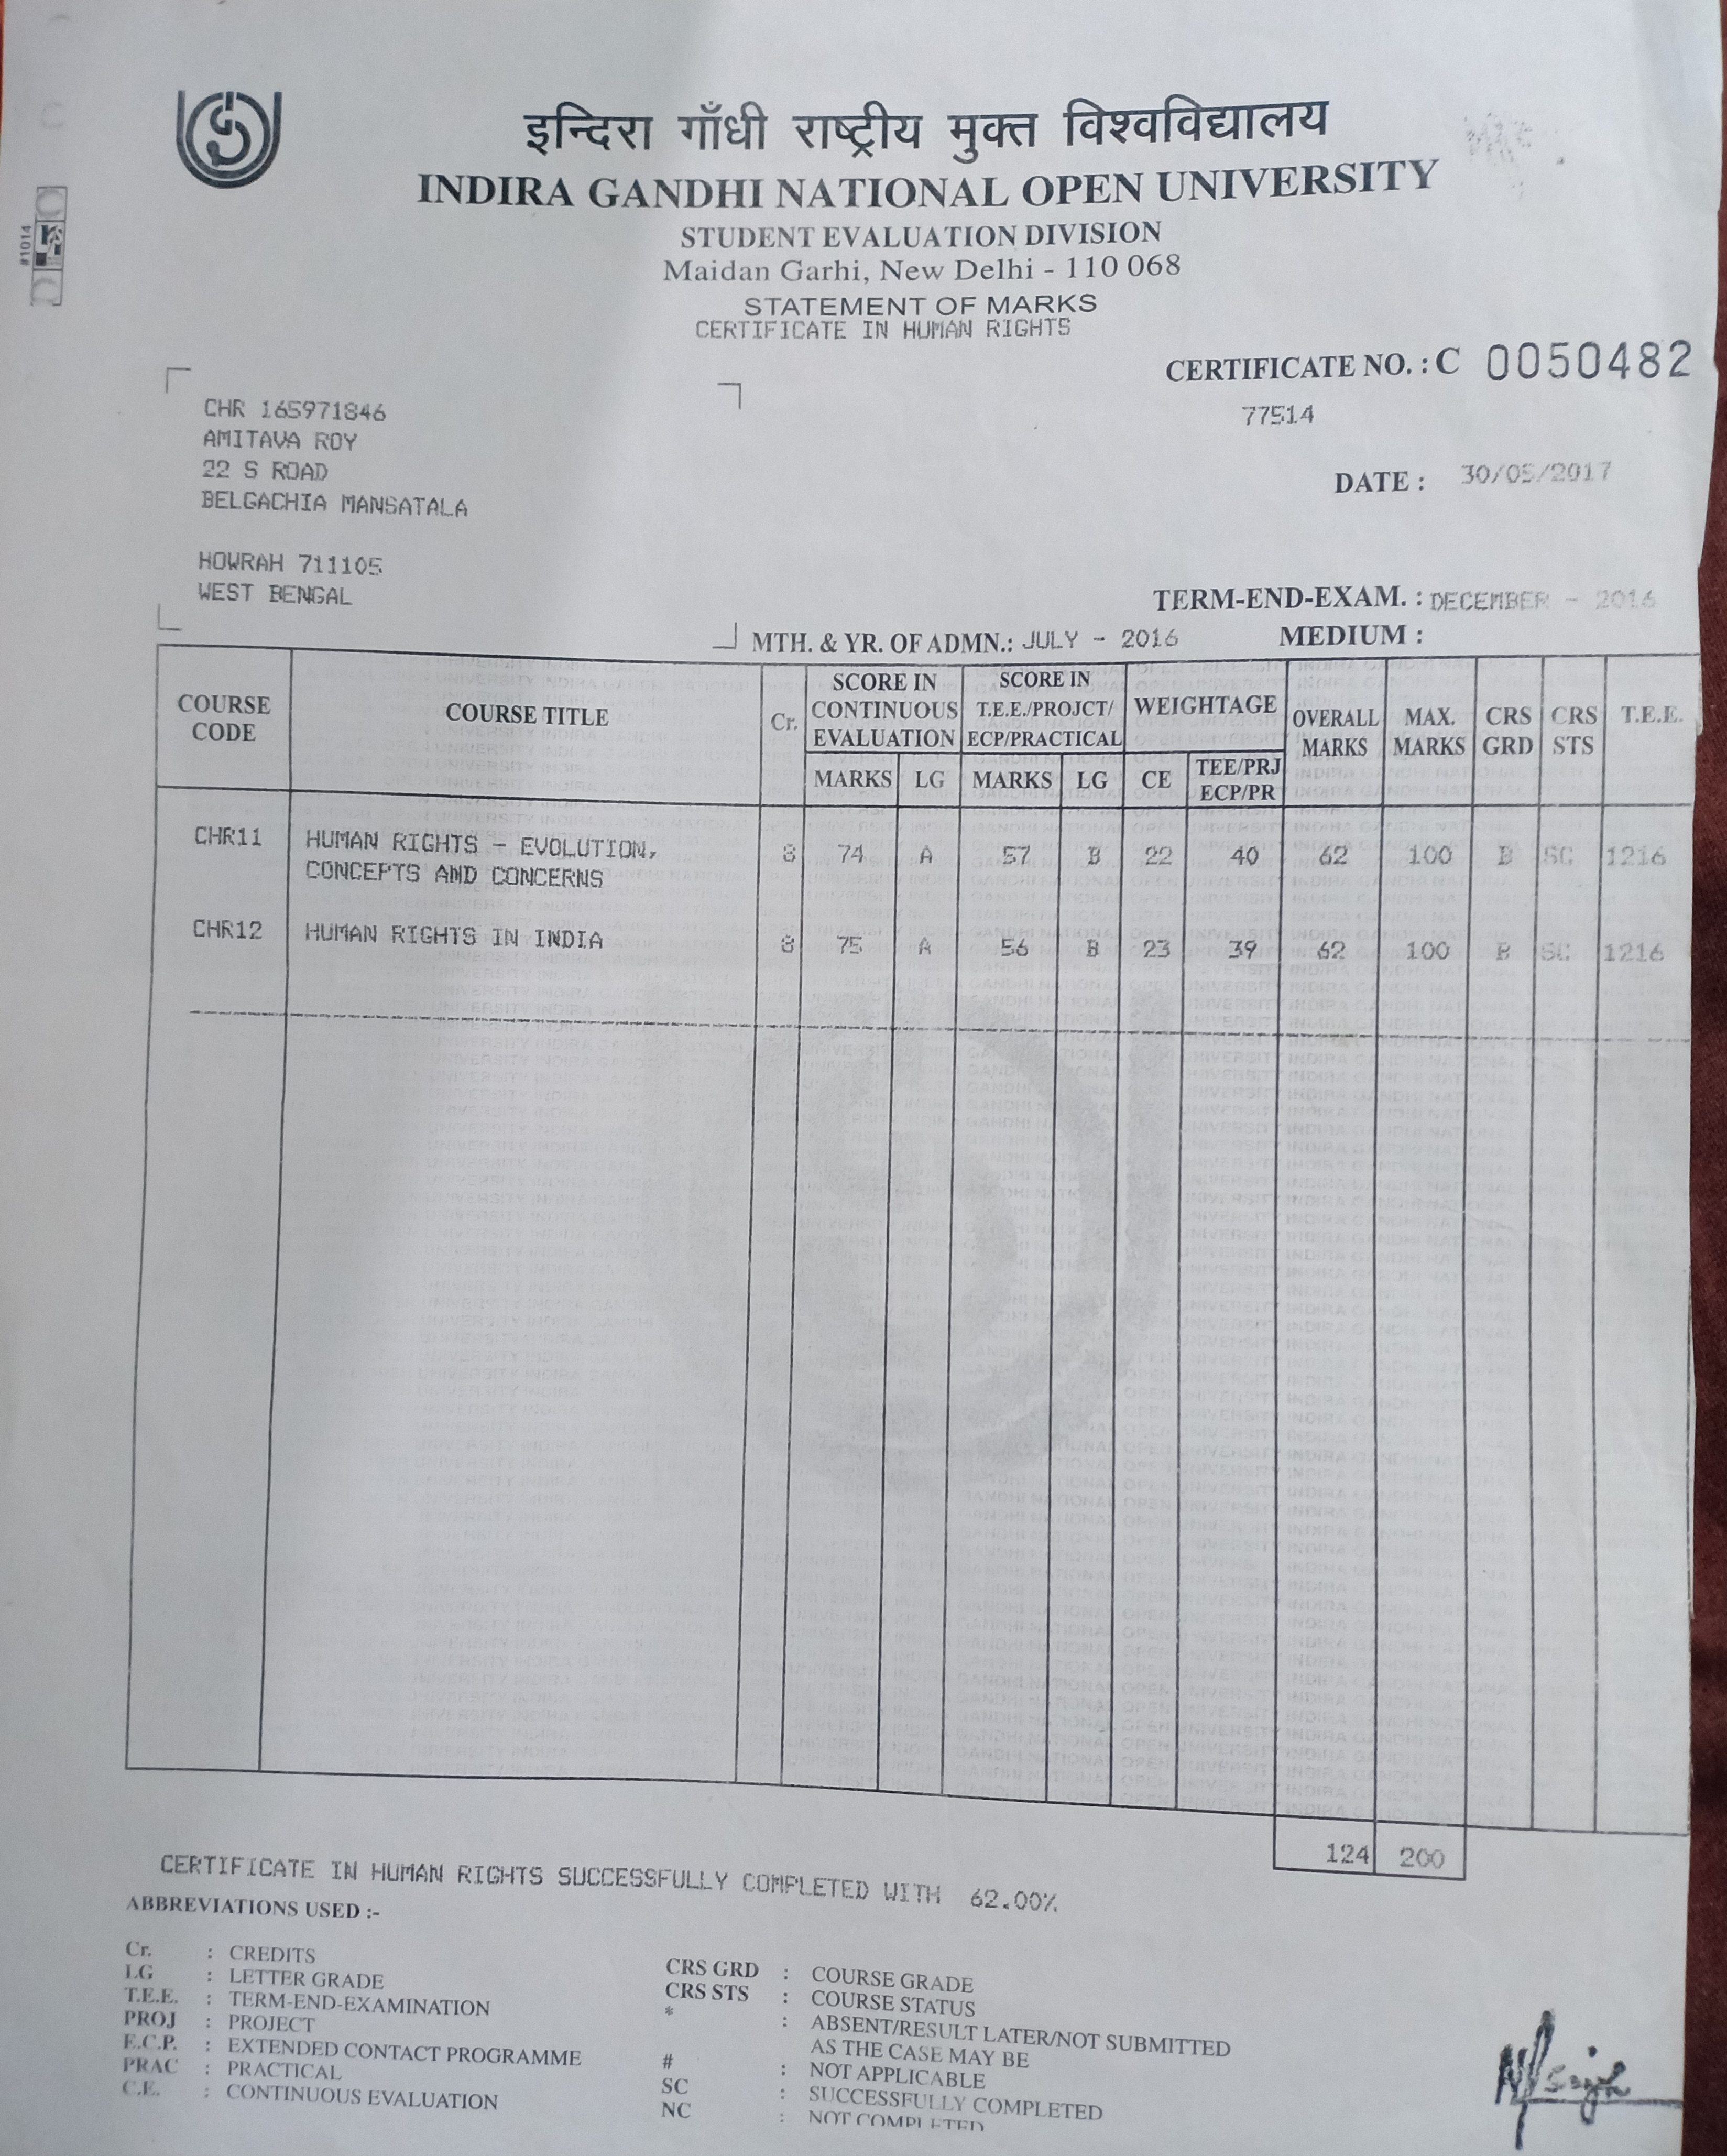 इन्दिरा गाँधी राष्ट्रीय मुक्त विश्वविद्यालय
INDIRA GANDHI NATIONAL OPEN UNIVERSITY
STUDENT EVALUATION DIVISION
Maidan Garhi, New Delhi - 110 068
STATEMENT OF MARKS
CERTIFICATE IN HUMAN RIGHTS
#1014
CERTIFICATE NO. : C 0050482
77514
DATE : 30/05/2017
CHR 165971846
AMITAVA ROY
22 S ROAD
BELGACHIA MANSATALA
HOWRAH 711105
WEST BENGAL
TERM-END-EXAM. : DECEMBER - 2016
MTH. & YR. OF ADMN.: JULY - 2016 MEDIUM :
COURSE CODE COURSE TITLE Cr. SCORE IN CONTINUOUS EVALUATION SCORE IN T.E.E./PROJCT/ ECP/PRACTICAL WEIGHTAGE OVERALL MARKS MAX. MARKS CRS GRD CRS STS T.E.E.
MARKS LG MARKS LG CE TEE/PRJ ECP/PR
CHR11 HUMAN RIGHTS - EVOLUTION, 8 74 A 57 B 22 40 62 100 B SC 1216
CONCEPTS AND CONCERNS
CHR12 HUMAN RIGHTS IN INDIA 8 75 A 56 B 23 39 62 100 B SC 1216
124 200
CERTIFICATE IN HUMAN RIGHTS SUCCESSFULLY COMPLETED WITH 62.00%
ABBREVIATIONS USED :-
Cr. : CREDITS
LG : LETTER GRADE
T.E.E. : TERM-END-EXAMINATION
PROJ : PROJECT
E.C.P. : EXTENDED CONTACT PROGRAMME
PRAC : PRACTICAL
C.E. : CONTINUOUS EVALUATION
CRS GRD : COURSE GRADE
CRS STS : COURSE STATUS
* : ABSENT/RESULT LATER/NOT SUBMITTED
AS THE CASE MAY BE
# : NOT APPLICABLE
SC : SUCCESSFULLY COMPLETED
NC : NOT COMPLETED